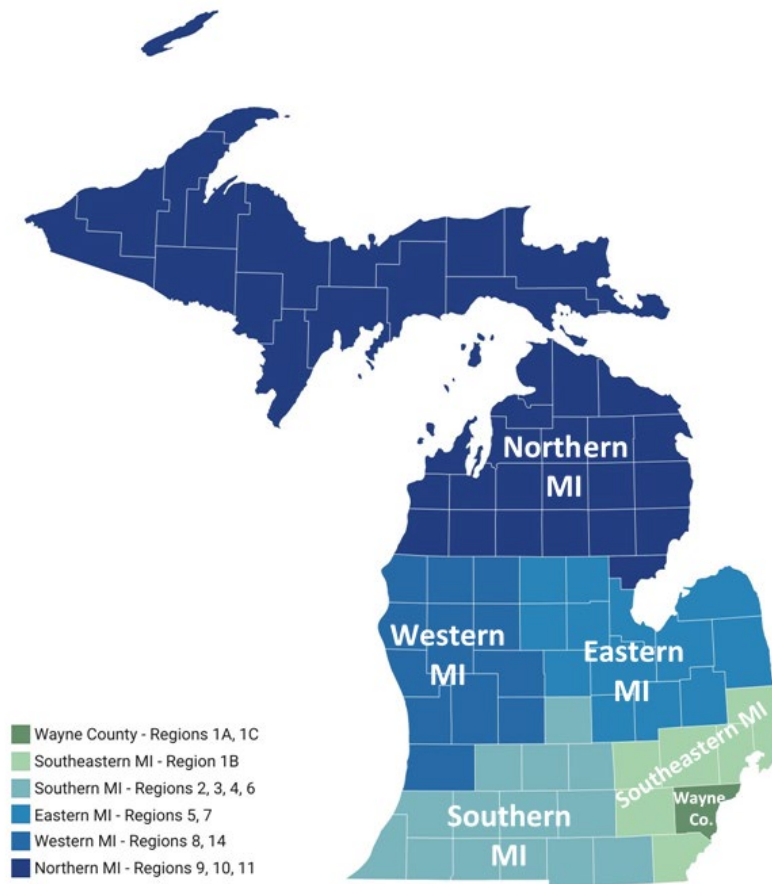 Northern
MI
Western
MI
Eastern
MI
Southeastern MI
Wayne
Co.
Southern
MI
Wayne County - Regions 1A, 1C
Southeastern MI - Region 1B
Southern MI - Regions 2, 3, 4, 6
Eastern MI - Regions 5, 7
Western MI - Regions 8, 14
Northern MI - Regions 9, 10, 11